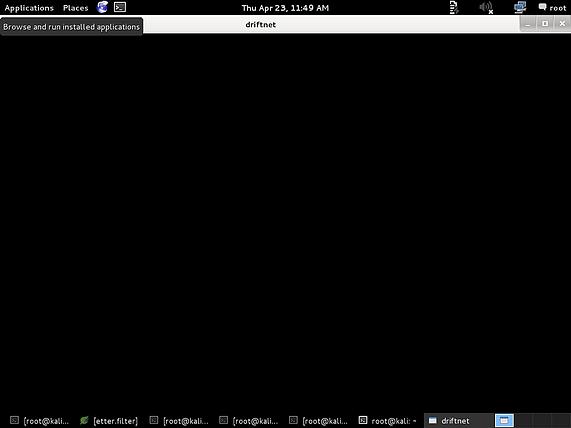 Applications Places Thu Apr 23, 11:49 AM root
Browse and run installed applications
driftnet
[root@kali... [etter.filter] [root@kali... [root@kali... [root@kali... root@kali: ~ driftnet